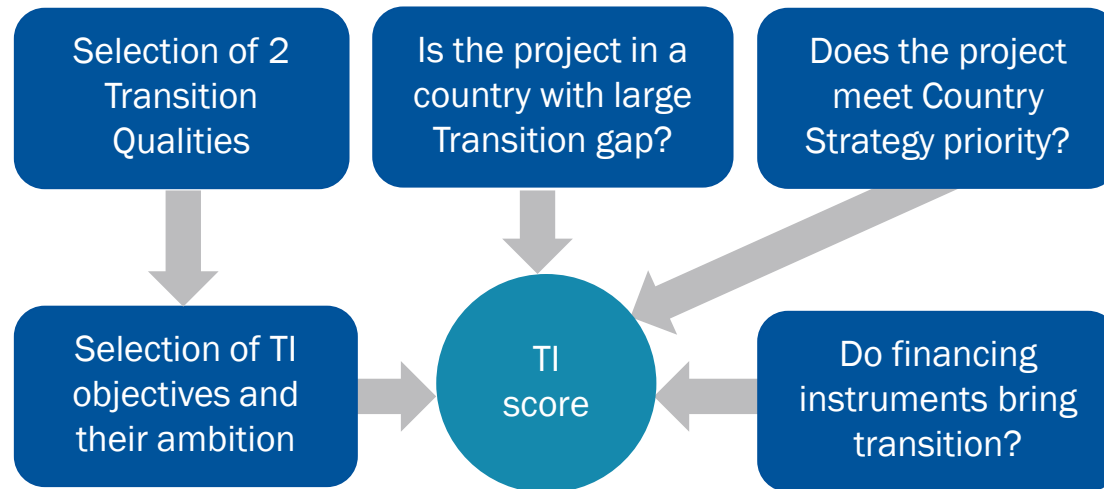 Selection of 2
Transition
Qualities
Is the project in a
country with large
Transition gap?
Does the project
meet Country
Strategy priority?
Selection of TI
objectives and
their ambition
TI
score
Do financing
instruments bring
transition?